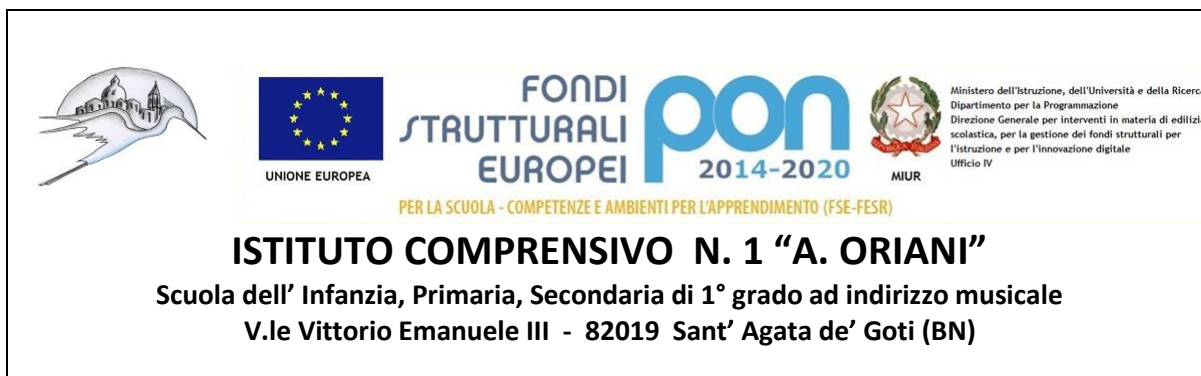 UNIONE EUROPEA
FONDI
STRUTTURALI
EUROPEI
pon
2014-2020
MIUR
Ministero dell'Istruzione, dell'Università e della Ricerca
Dipartimento per la Programmazione
Direzione Generale per interventi in materia di edilizia
scolastica, per la gestione dei fondi strutturali per
l'istruzione e per l'innovazione digitale
Ufficio IV
PER LA SCUOLA - COMPETENZE E AMBIENTI PER L'APPRENDIMENTO (FSE-FESR)
ISTITUTO COMPRENSIVO N. 1 “A. ORIANI”
Scuola dell’ Infanzia, Primaria, Secondaria di 1° grado ad indirizzo musicale
V.le Vittorio Emanuele III - 82019 Sant’ Agata de’ Goti (BN)